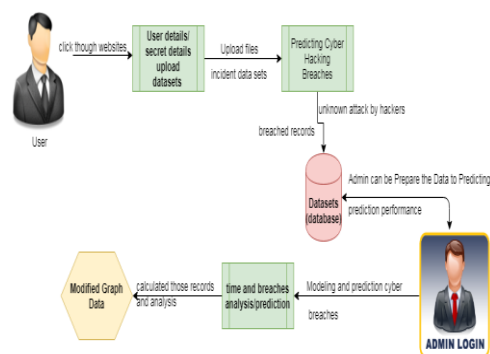 click though websites
User
User details/
secret details
upload
datasets
Upload files
incident data sets
Predicting Cyber
Hacking
Breaches
unknown attack by hackers
breached records
Datasets
(database)
Admin can be Prepare the Data to Predicting
prediction performance
ADMIN LOGIN
Modeling and prediction cyber
breaches
time and breaches
analysis/prediction
calculated those records
and analysis
Modified Graph
Data